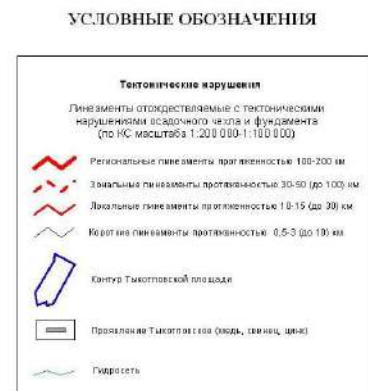 УСЛОВНЫЕ ОБОЗНАЧЕНИЯ
Тектонические нарушения
Линеаменты отождествляемые с тектоническими
нарушениями осадочного чехла и фундамента
(по КС масштаба 1:200 000-1:100 000)
Региональные линеаменты протяженностью 100-200 км
Зональные линеаменты протяженностью 30-50 (до 100) км
Локальные линеаменты протяженностью 10-15 (до 30) км
Короткие линеаменты протяженностью 0,5-3 (до 10) км
Контур Тыкотловской площади
Проявление Тыкотловское (медь, свинец, цинк)
Гидросеть